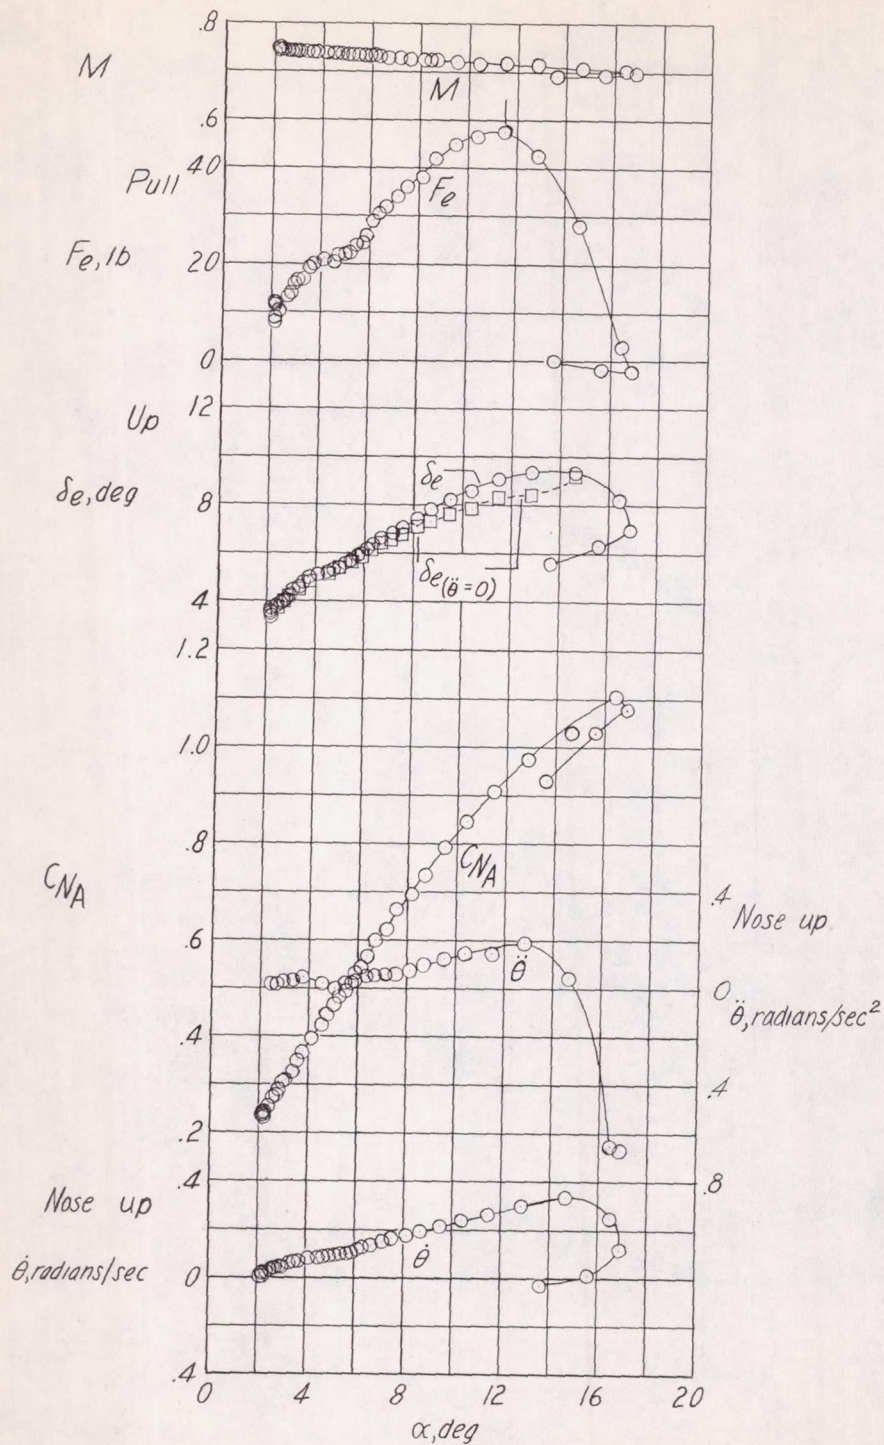 .8
M
M
.6
Pull 40
Fe
Fe, lb
20
0
12
Up
δe
δe, deg
8
δe(θ̈=0)
4
1.2
1.0
.8
CNA
CNA
.4
Nose up
.6
θ̈
0
θ̈, radians/sec²
.4
.4
.2
.4
.8
Nose up
θ̇
θ̇, radians/sec
0
.4
0 4 8 12 16 20
α, deg